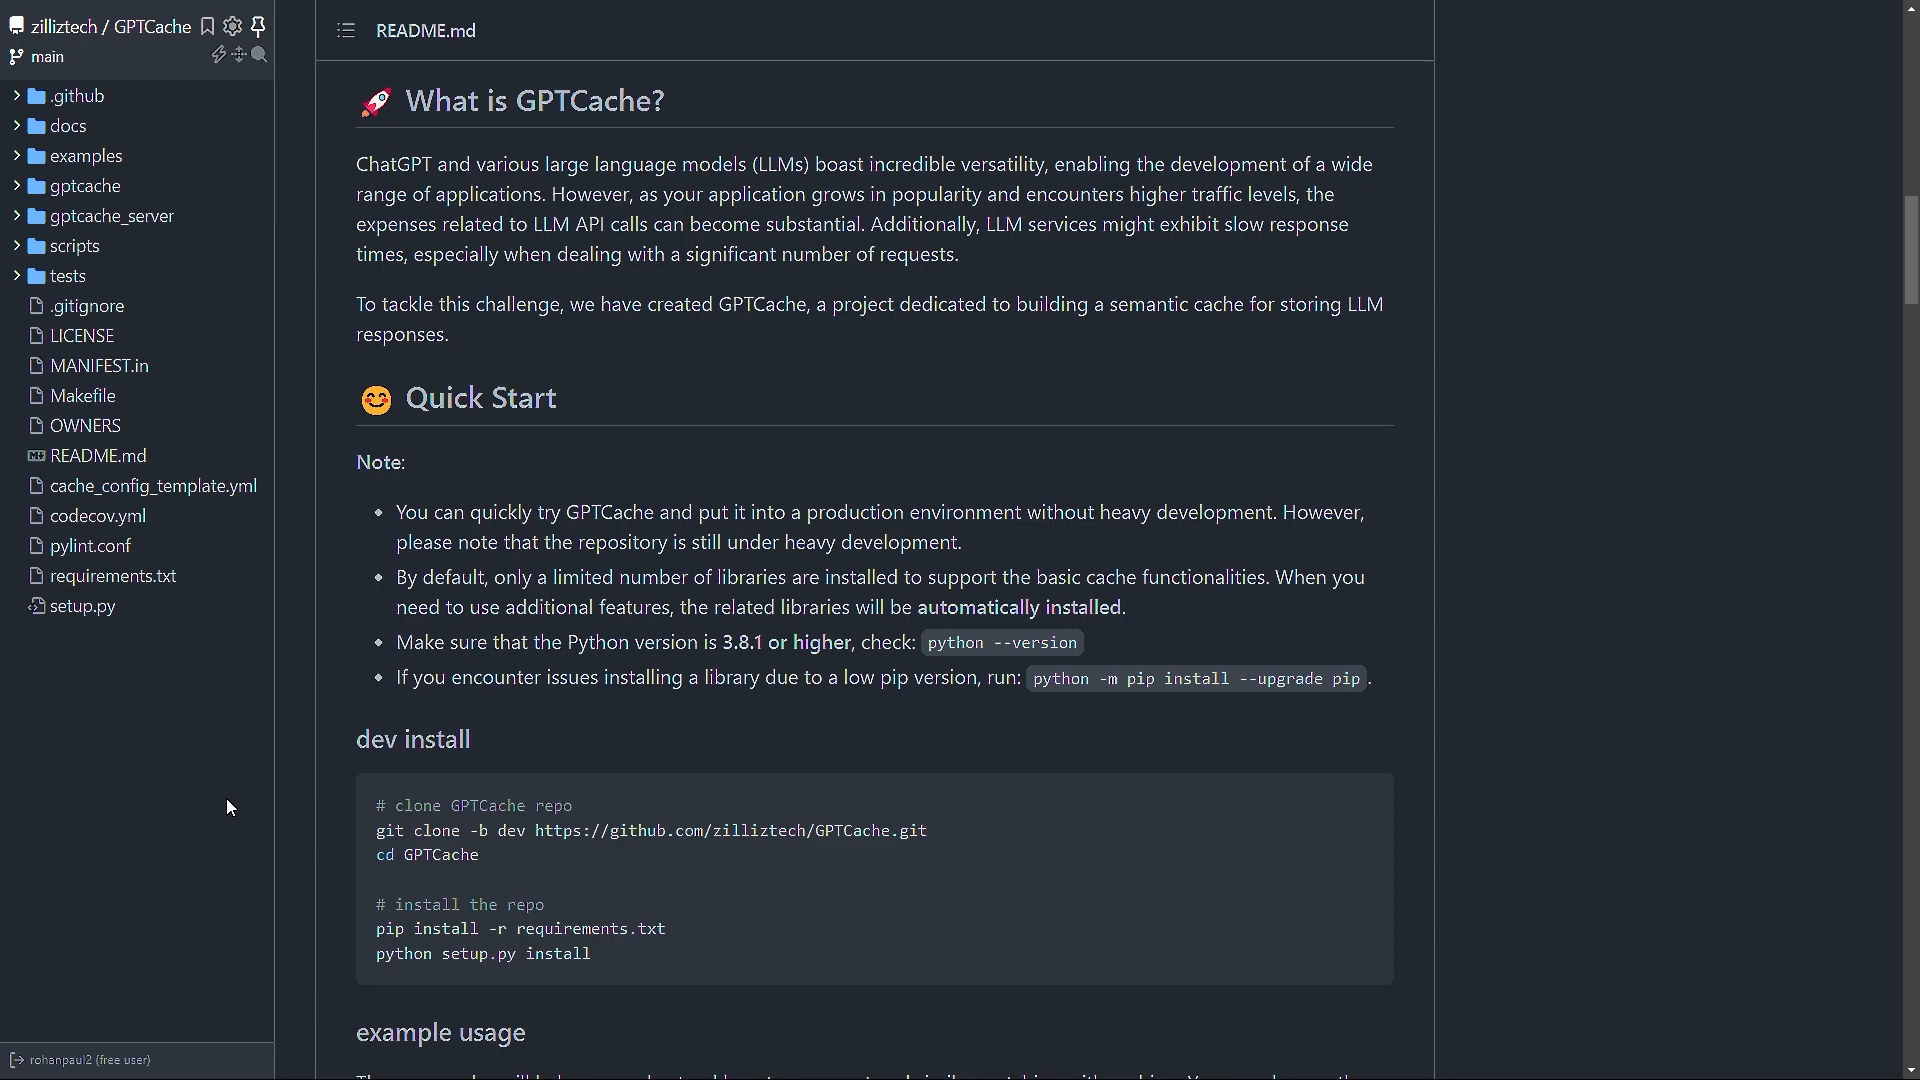 zilliztech / GPTCache
main
.github
docs
examples
gptcache
gptcache_server
scripts
tests
.gitignore
LICENSE
MANIFEST.in
Makefile
OWNERS
README.md
cache_config_template.yml
codecov.yml
pylint.conf
requirements.txt
setup.py
rohanpaul2 (free user)
README.md
🚀 What is GPTCache?
ChatGPT and various large language models (LLMs) boast incredible versatility, enabling the development of a wide
range of applications. However, as your application grows in popularity and encounters higher traffic levels, the
expenses related to LLM API calls can become substantial. Additionally, LLM services might exhibit slow response
times, especially when dealing with a significant number of requests.
To tackle this challenge, we have created GPTCache, a project dedicated to building a semantic cache for storing LLM
responses.
😊 Quick Start
Note:
• You can quickly try GPTCache and put it into a production environment without heavy development. However,
please note that the repository is still under heavy development.
• By default, only a limited number of libraries are installed to support the basic cache functionalities. When you
need to use additional features, the related libraries will be automatically installed.
• Make sure that the Python version is 3.8.1 or higher, check: python --version
• If you encounter issues installing a library due to a low pip version, run: python -m pip install --upgrade pip.
dev install
# clone GPTCache repo
git clone -b dev https://github.com/zilliztech/GPTCache.git
cd GPTCache
# install the repo
pip install -r requirements.txt
python setup.py install
example usage